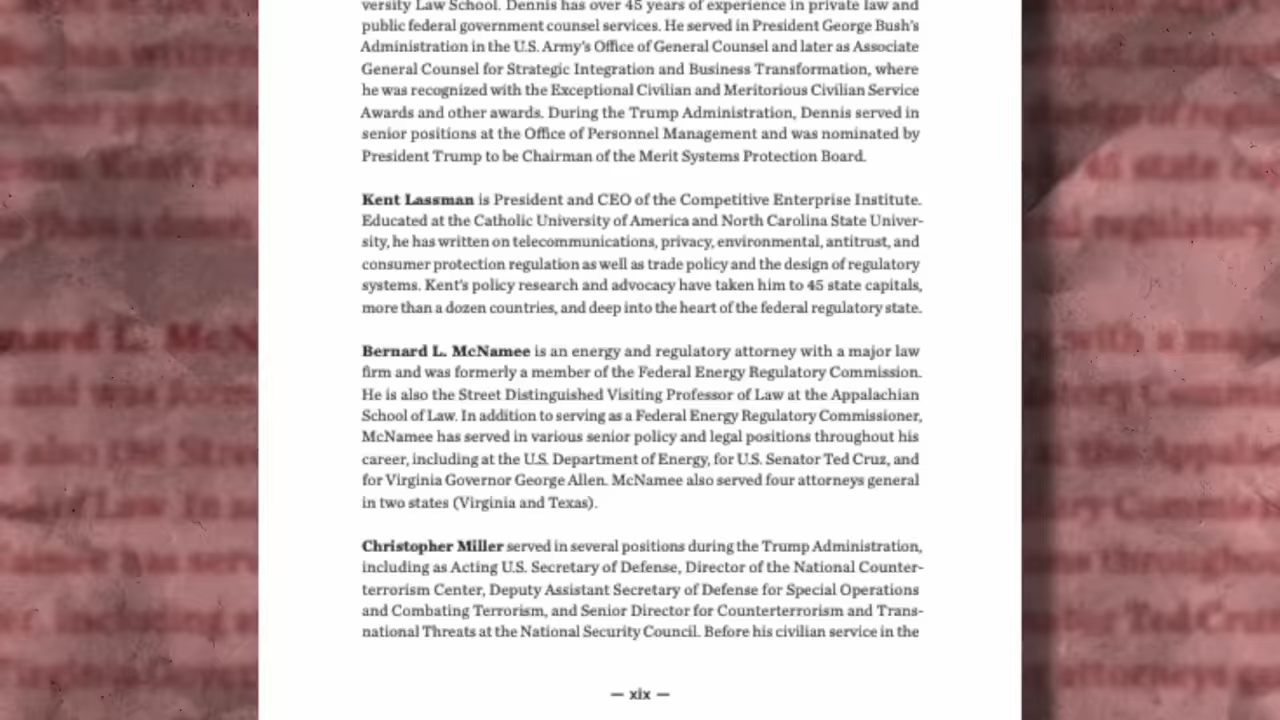 versity Law School. Dennis has over 45 years of experience in private law and
public federal government counsel services. He served in President George Bush's
Administration in the U.S. Army's Office of General Counsel and later as Associate
General Counsel for Strategic Integration and Business Transformation, where
he was recognized with the Exceptional Civilian and Meritorious Civilian Service
Awards and other awards. During the Trump Administration, Dennis served in
senior positions at the Office of Personnel Management and was nominated by
President Trump to be Chairman of the Merit Systems Protection Board.
Kent Lassman is President and CEO of the Competitive Enterprise Institute.
Educated at the Catholic University of America and North Carolina State Univer-
sity, he has written on telecommunications, privacy, environmental, antitrust, and
consumer protection regulation as well as trade policy and the design of regulatory
systems. Kent's policy research and advocacy have taken him to 45 state capitals,
more than a dozen countries, and deep into the heart of the federal regulatory state.
Bernard L. McNamee is an energy and regulatory attorney with a major law
firm and was formerly a member of the Federal Energy Regulatory Commission.
He is also the Street Distinguished Visiting Professor of Law at the Appalachian
School of Law. In addition to serving as a Federal Energy Regulatory Commissioner,
McNamee has served in various senior policy and legal positions throughout his
career, including at the U.S. Department of Energy, for U.S. Senator Ted Cruz, and
for Virginia Governor George Allen. McNamee also served four attorneys general
in two states (Virginia and Texas).
Christopher Miller served in several positions during the Trump Administration,
including as Acting U.S. Secretary of Defense, Director of the National Counter-
terrorism Center, Deputy Assistant Secretary of Defense for Special Operations
and Combating Terrorism, and Senior Director for Counterterrorism and Trans-
national Threats at the National Security Council. Before his civilian service in the
— xix —